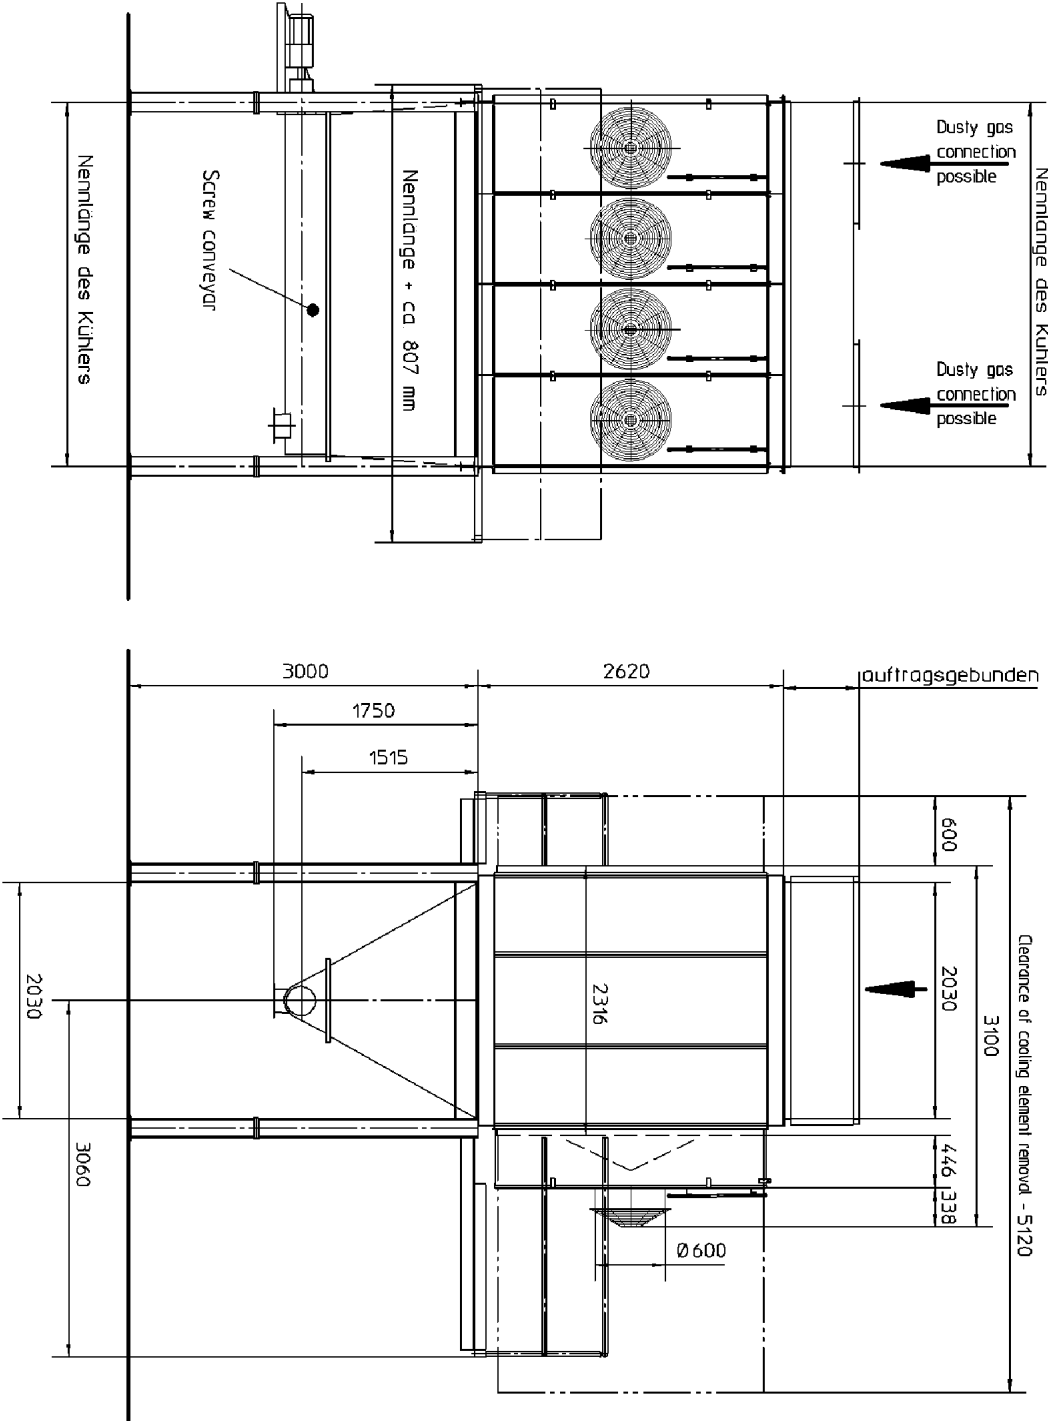 Dusty gas
connection
possible
Nennlänge des Kühlers
Nennlänge + ca. 807 mm
Screw conveyar
Nennlänge des Kühlers
Dusty gas
connection
possible
3000
2620
auftragsgebunden
1750
1515
600
Clearance of cooling element removal - 5120
2030
2316
2030
3100
3060
446
338
Ø600